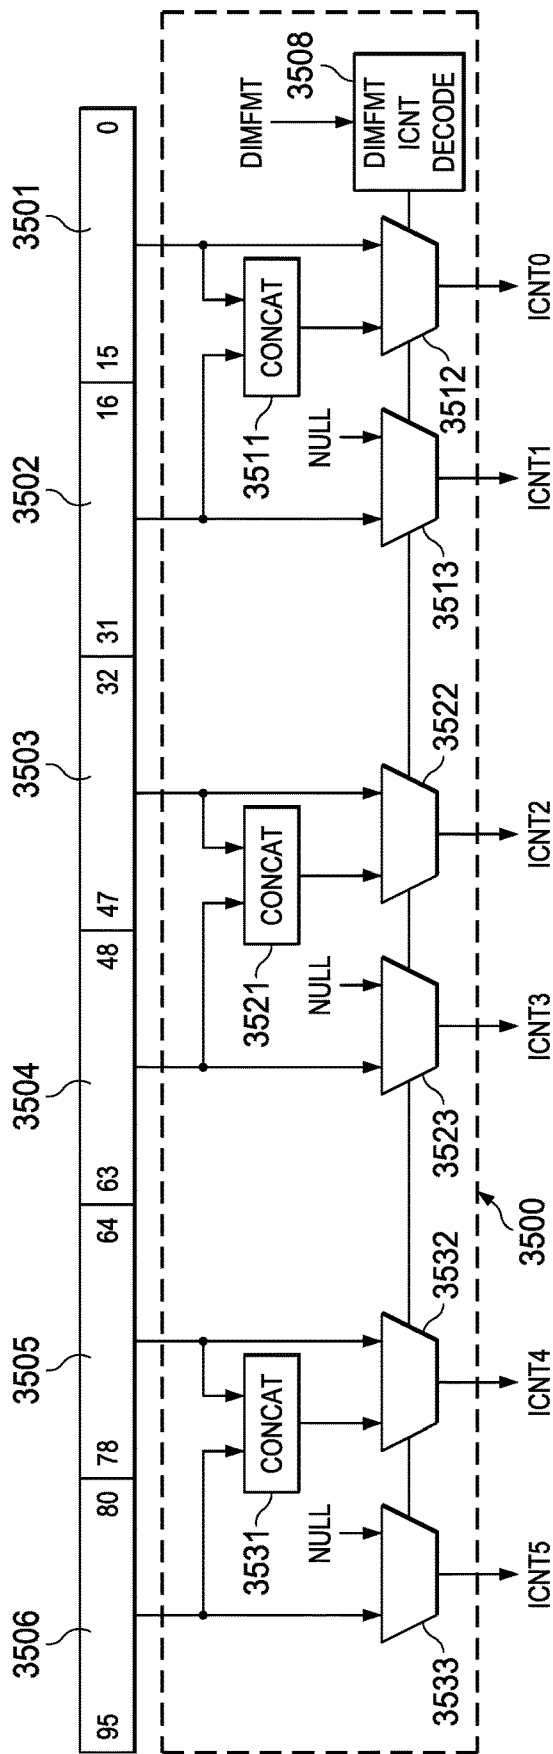 3506 3505 3504 3503 3502 3501
95 80 78 64 63 48 47 32 31 16 15 0
3508
DIMFMT
DIMFMT
ICNT
DECODE
CONCAT CONCAT CONCAT
3531 3521 3511
NULL NULL NULL
3533 3532 3523 3522 3513 3512
3500
ICNT5 ICNT4 ICNT3 ICNT2 ICNT1 ICNT0